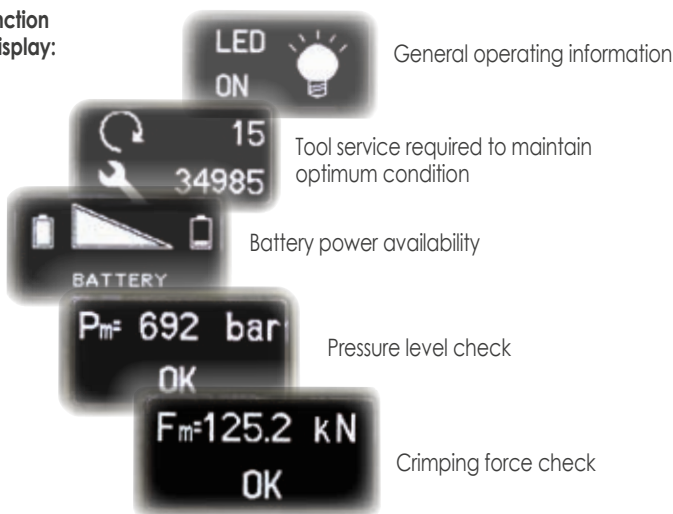 nction
isplay:
LED
ON
General operating information
15
34985
Tool service required to maintain
optimum condition
BATTERY
Battery power availability
Pm= 692 bar
OK
Pressure level check
Fm=125.2 kN
OK
Crimping force check